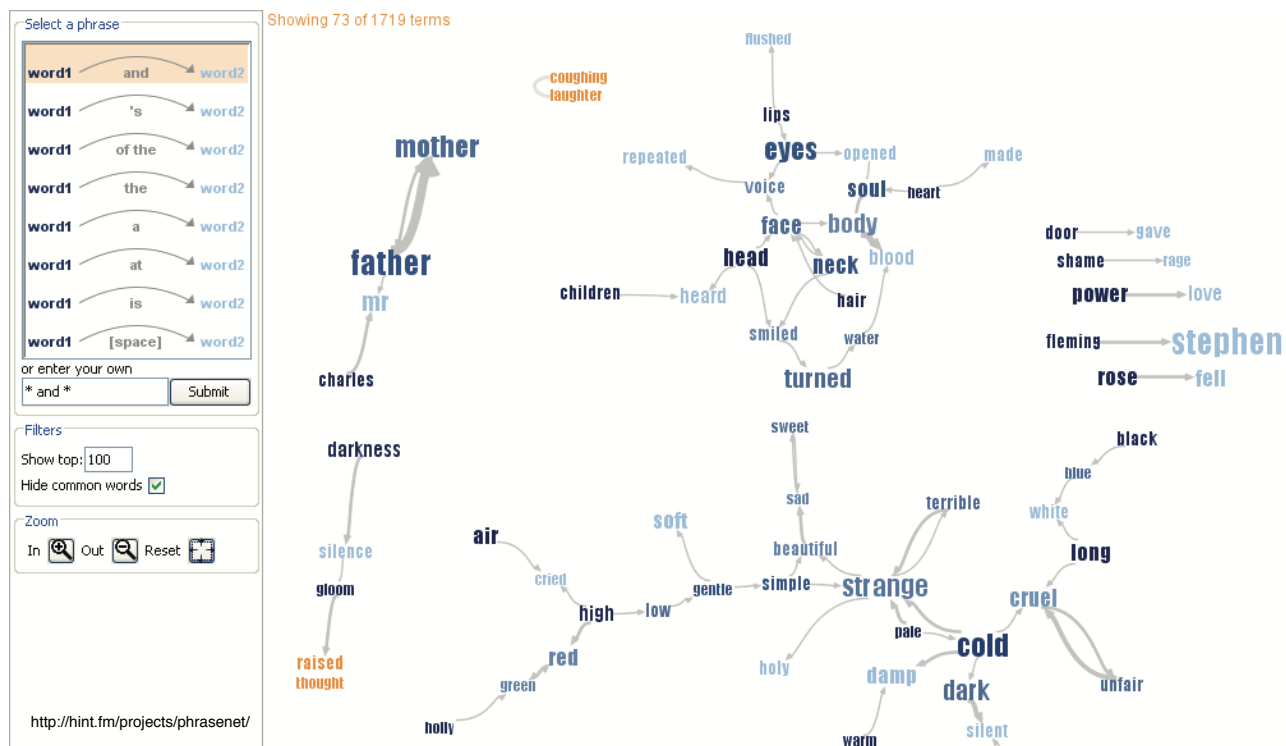 Select a phrase
word1 and word2
word1 's word2
word1 of the word2
word1 the word2
word1 a word2
word1 at word2
word1 is word2
word1 [space] word2
or enter your own
* and *
Submit
Filters
Show top: 100
Hide common words
Zoom
In Out Reset
http://hint.fm/projects/phrasenet/
Showing 73 of 1719 terms
flushed
coughing
laughter
lips
mother
eyes
repeated
opened
made
voice
soul
heart
face
body
door
gave
father
head
neck
blood
shame
rage
mr
children
heard
hair
power
love
smiled
water
fleming
stephen
charles
turned
rose
fell
darkness
sweet
black
blue
silence
sad
terrible
white
soft
air
beautiful
long
gloom
cried
gentle
simple
strange
cruel
high
low
pale
cold
raised
thought
red
holy
damp
green
dark
unfair
holly
warm
silent